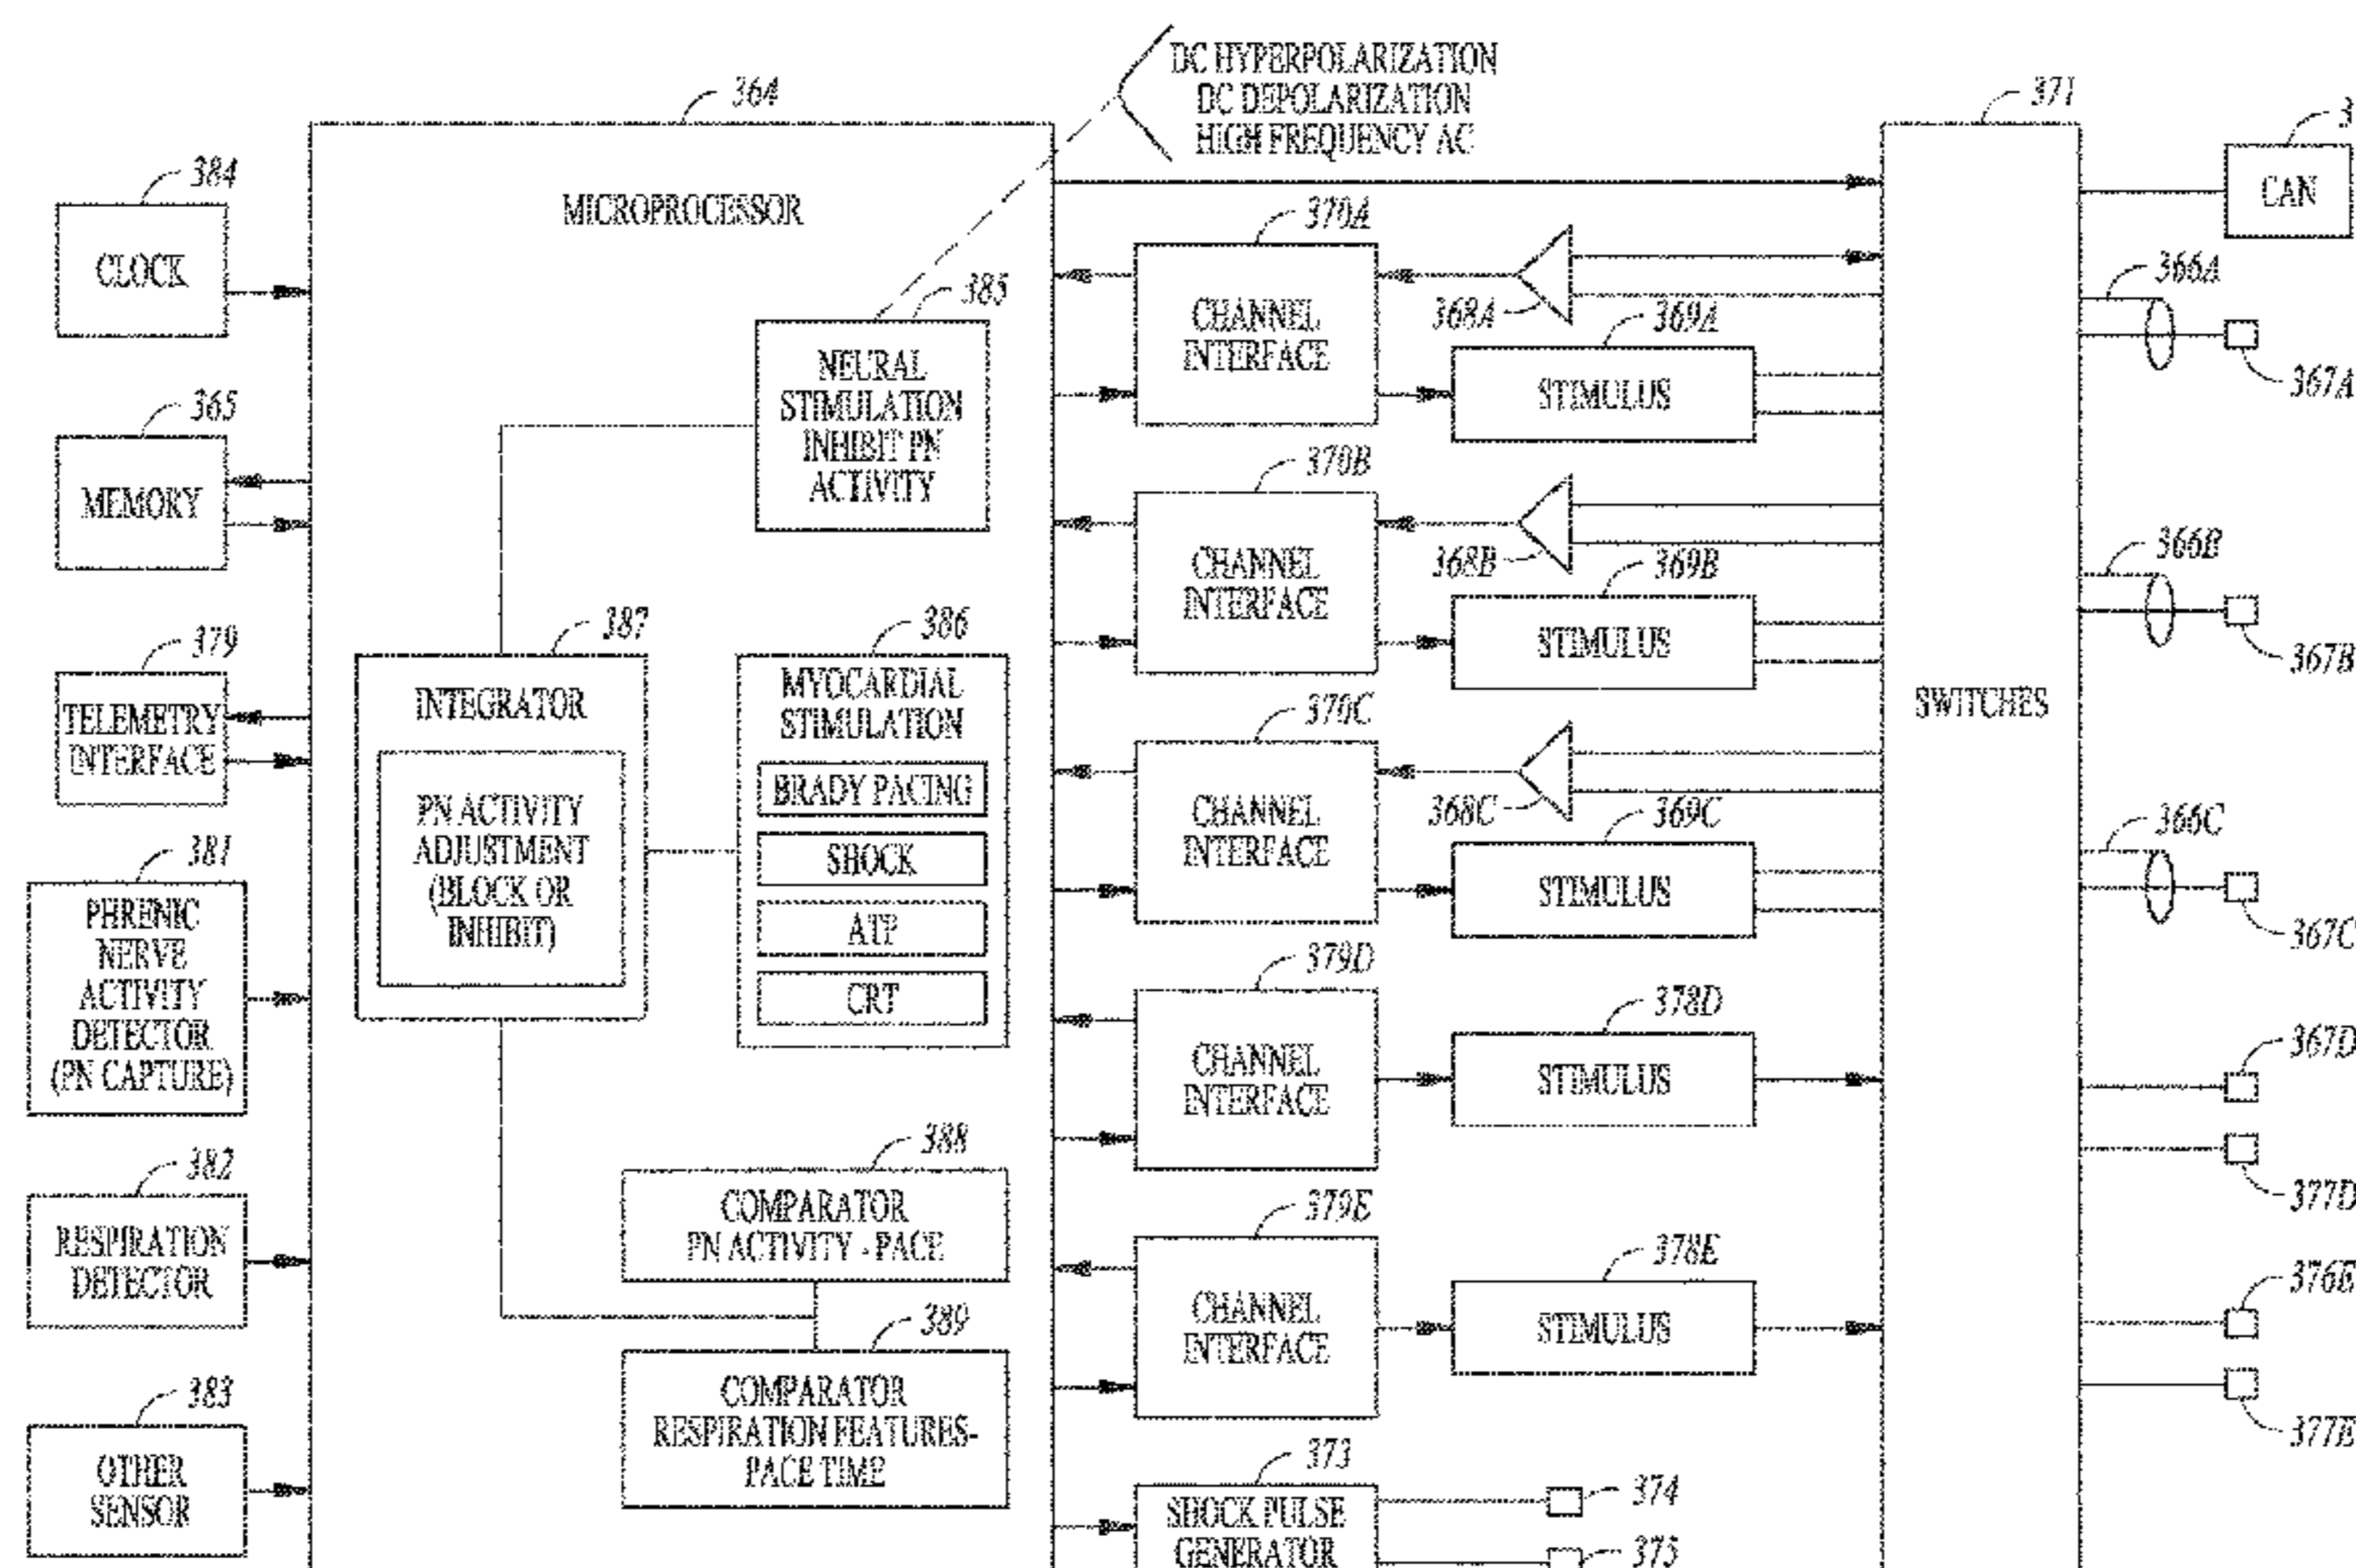 DC HYPERPOLARIZATION
DC DEPOLARIZATION
HIGH FREQUENCY AC
364
371
3
CAN
384
CLOCK
MICROPROCESSOR
370A
CHANNEL
INTERFACE
368A
369A
STIMULUS
366A
367A
385
NEURAL
STIMULATION
INHIBIT PN
ACTIVITY
365
MEMORY
370B
CHANNEL
INTERFACE
368B
369B
STIMULUS
366B
367B
379
TELEMETRY
INTERFACE
387
INTEGRATOR
PN ACTIVITY
ADJUSTMENT
(BLOCK OR
INHIBIT)
386
MYOCARDIAL
STIMULATION
BRADY PACING
SHOCK
ATP
CRT
370C
CHANNEL
INTERFACE
368C
369C
STIMULUS
SWITCHES
366C
367C
381
PHRENIC
NERVE
ACTIVITY
DETECTOR
(PN CAPTURE)
379D
CHANNEL
INTERFACE
378D
STIMULUS
367D
377D
382
RESPIRATION
DETECTOR
388
COMPARATOR
PN ACTIVITY - PACE
379E
CHANNEL
INTERFACE
378E
STIMULUS
376E
377E
383
OTHER
SENSOR
389
COMPARATOR
RESPIRATION FEATURES-
PACE TIME
373
SHOCK PULSE
GENERATOR
374
375